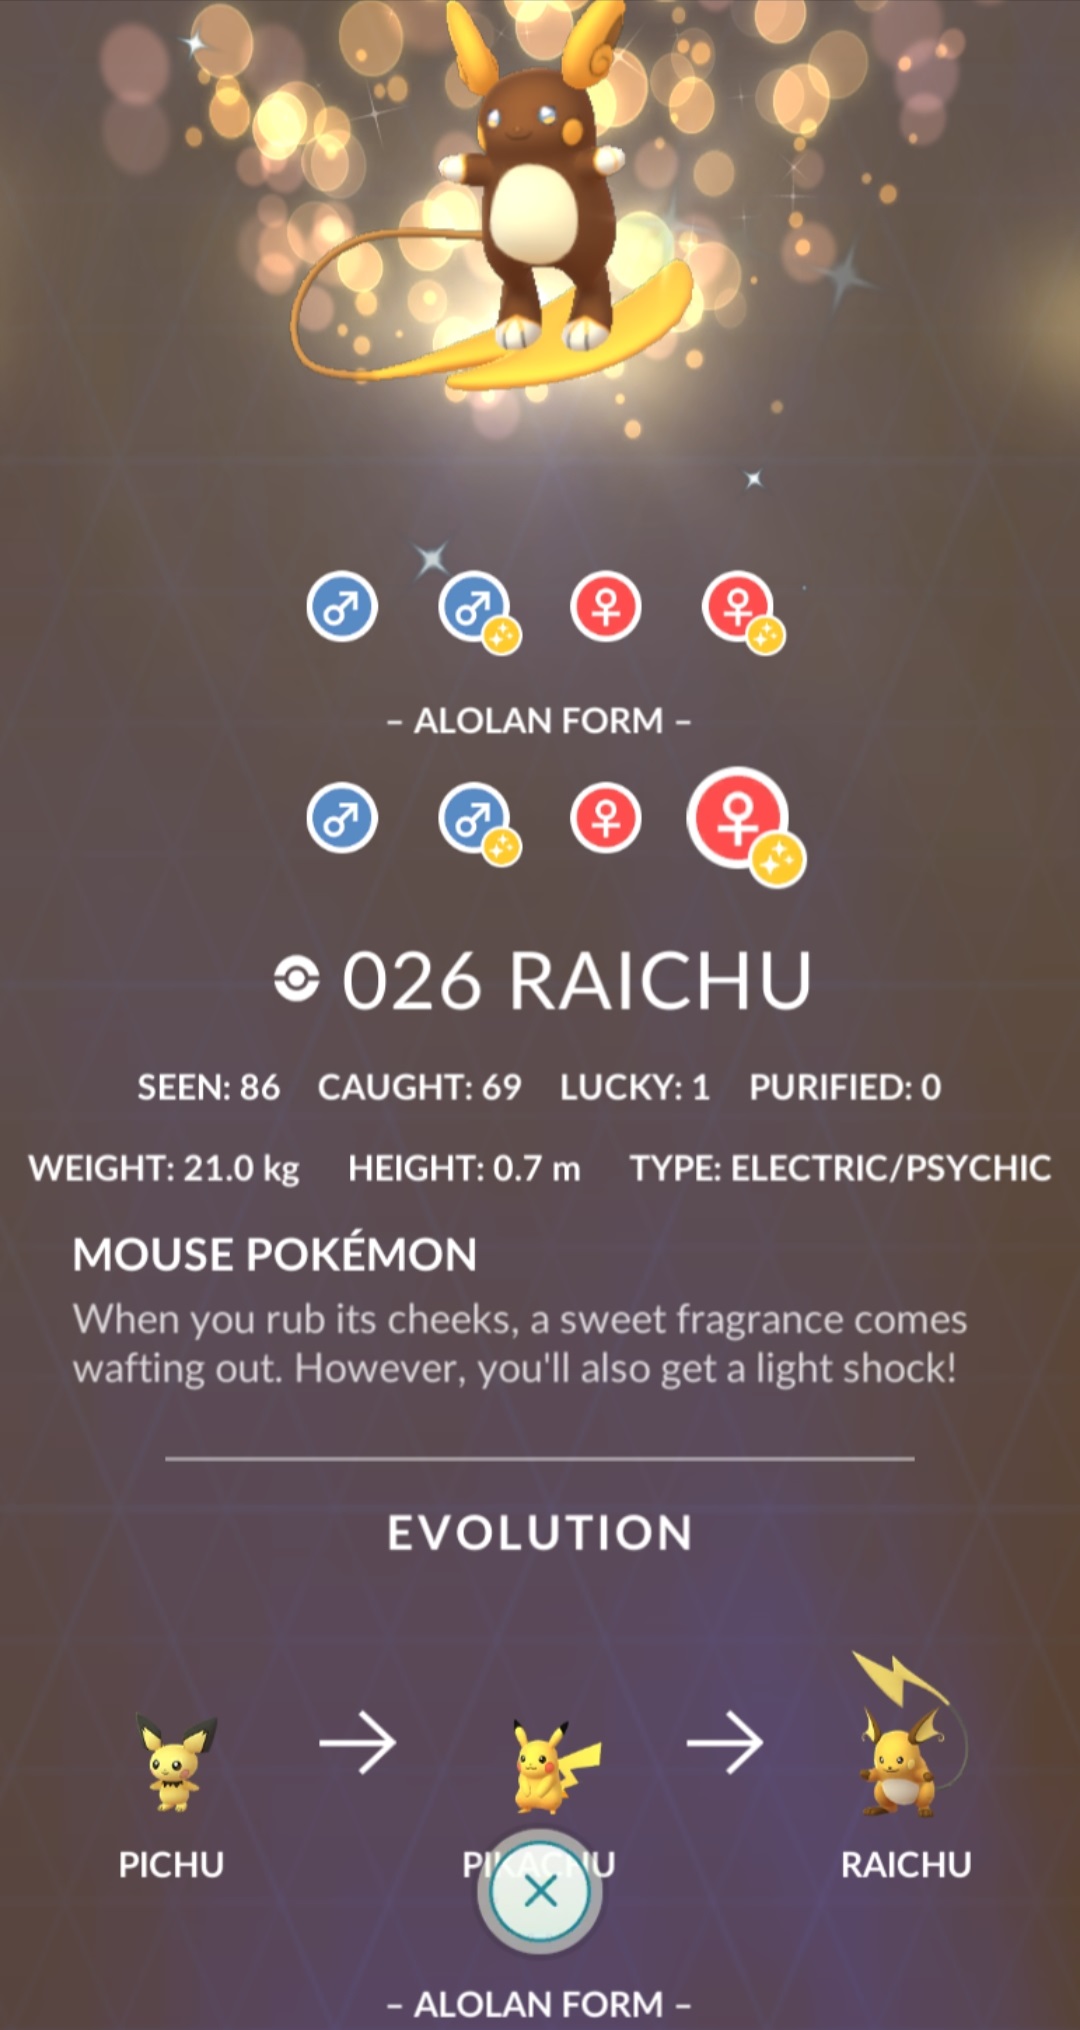 – ALOLAN FORM –
026 RAICHU
SEEN: 86 CAUGHT: 69 LUCKY: 1 PURIFIED: 0
WEIGHT: 21.0 kg HEIGHT: 0.7 m TYPE: ELECTRIC/PSYCHIC
MOUSE POKÉMON
When you rub its cheeks, a sweet fragrance comes
wafting out. However, you'll also get a light shock!
EVOLUTION
PICHU PIKACHU RAICHU
– ALOLAN FORM –